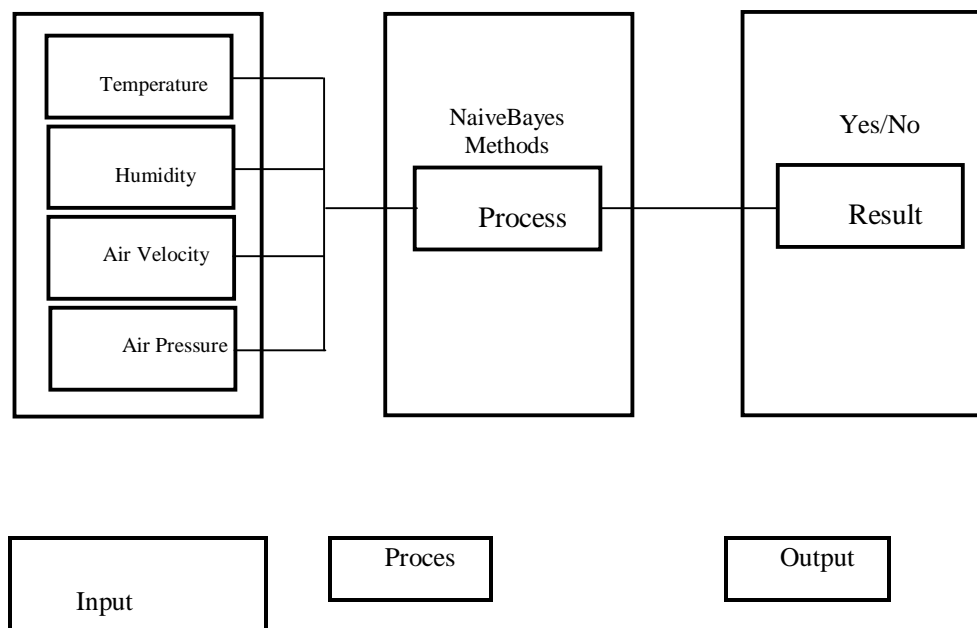 Temperature
Humidity
Air Velocity
Air Pressure
NaiveBayes
Methods
Process
Yes/No
Result
Input
Proces
Output